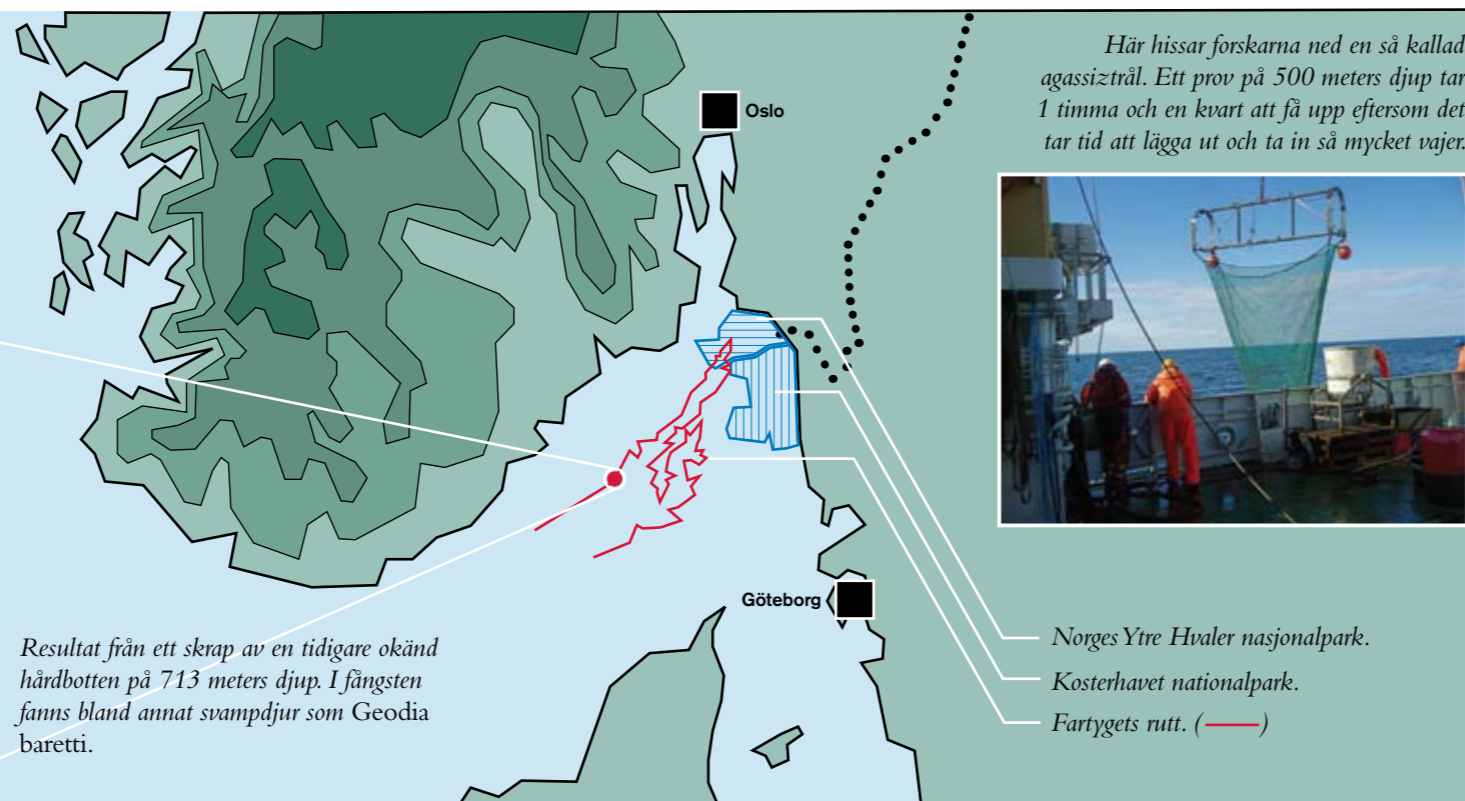 Här hissar forskarna ned en så kallad
agassiztrål. Ett prov på 500 meters djup tar
1 timma och en kvart att få upp eftersom det
tar tid att lägga ut och ta in så mycket vajer.
Oslo
Göteborg
Resultat från ett skrap av en tidigare okänd
hårdbotten på 713 meters djup. I fångsten
fanns bland annat svampdjur som Geodia
baretti.
Norges Ytre Hvaler nasjonalpark.
Kosterhavet nationalpark.
Fartygets rutt. ( )